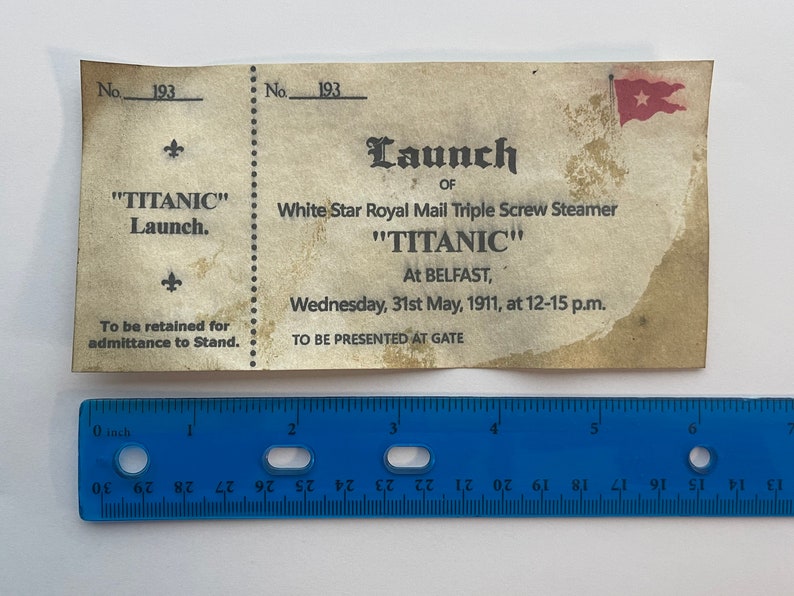 No. 193
"TITANIC"
Launch.
To be retained for
admittance to Stand.
No. 193
Launch
OF
White Star Royal Mail Triple Screw Steamer
"TITANIC"
At BELFAST,
Wednesday, 31st May, 1911, at 12-15 p.m.
TO BE PRESENTED AT GATE
0 inch 1 2 3 4 5 6 7
30 29 28 27 26 25 24 23 22 21 20 19 18 17 16 15 14 13